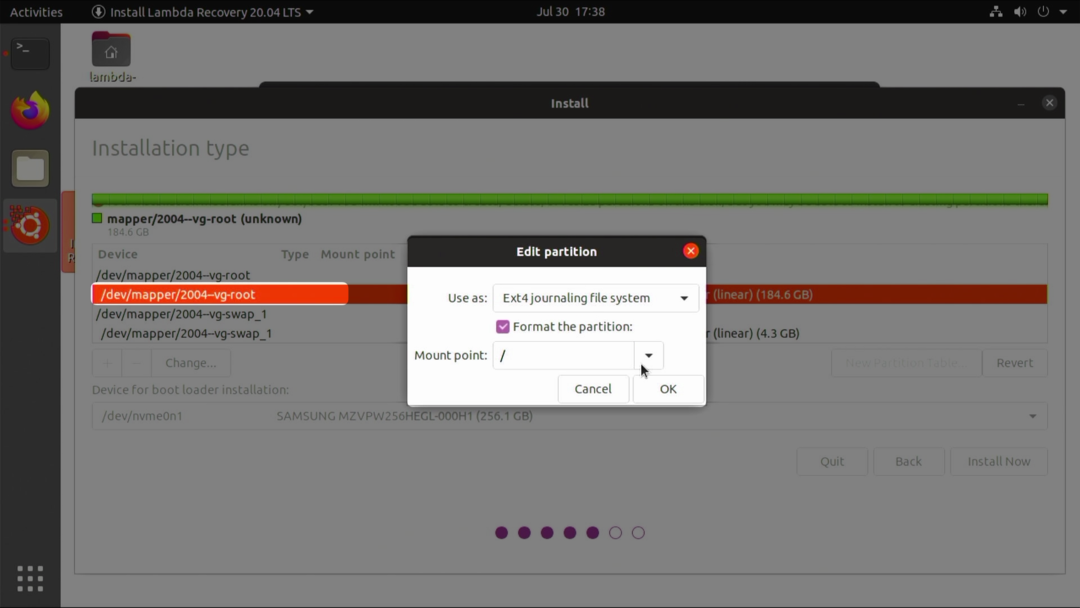 Activities
Install Lambda Recovery 20.04 LTS
Jul 30 17:38
lambda-
Install
Installation type
mapper/2004--vg-root (unknown)
184.6 GB
Device Type Mount point
/dev/mapper/2004--vg-root
/dev/mapper/2004--vg-root
r (linear) (184.6 GB)
/dev/mapper/2004--vg-swap_1
/dev/mapper/2004--vg-swap_1
r (linear) (4.3 GB)
+ − Change...
New Partition Table...
Revert
Device for boot loader installation:
/dev/nvme0n1 SAMSUNG MZVPW256HEGL-000H1 (256.1 GB)
Quit
Back
Install Now
Edit partition
Use as: Ext4 journaling file system
Format the partition:
Mount point: /
Cancel
OK